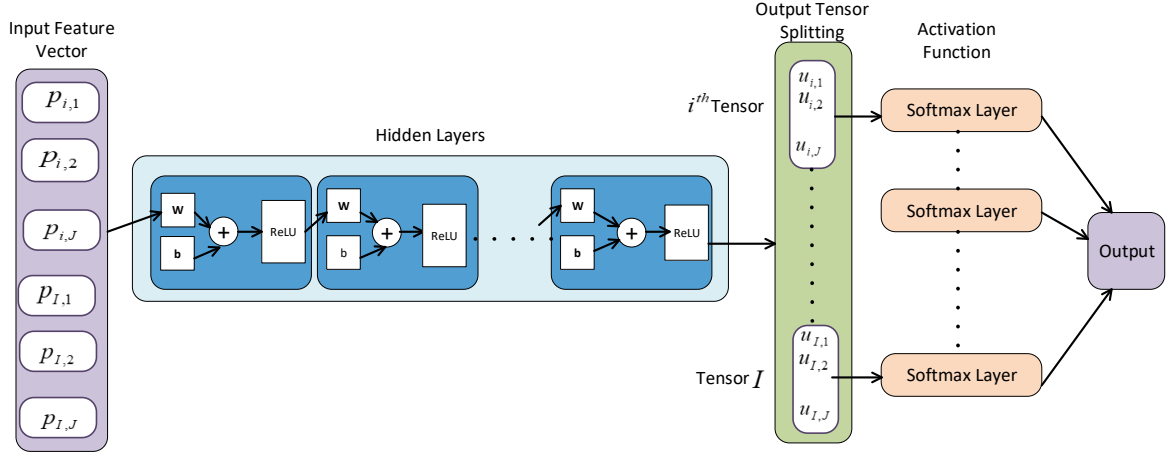 Input Feature
Vector
p_{i,1}
p_{i,2}
p_{i,J}
p_{I,1}
p_{I,2}
p_{I,J}
Hidden Layers
W
b
+
ReLU
W
b
+
ReLU
W
b
+
ReLU
Output Tensor
Splitting
i^{th} Tensor
u_{i,1}
u_{i,2}
u_{i,J}
Tensor I
u_{I,1}
u_{I,2}
u_{I,J}
Activation
Function
Softmax Layer
Softmax Layer
Softmax Layer
Output